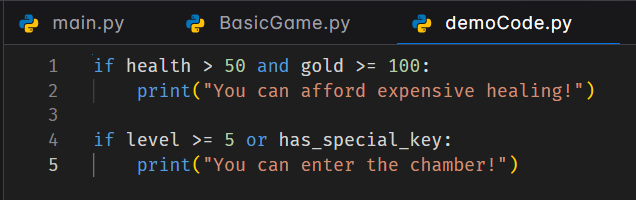 main.py BasicGame.py demoCode.py
1 if health > 50 and gold >= 100:
2     print("You can afford expensive healing!")
3
4 if level >= 5 or has_special_key:
5     print("You can enter the chamber!")